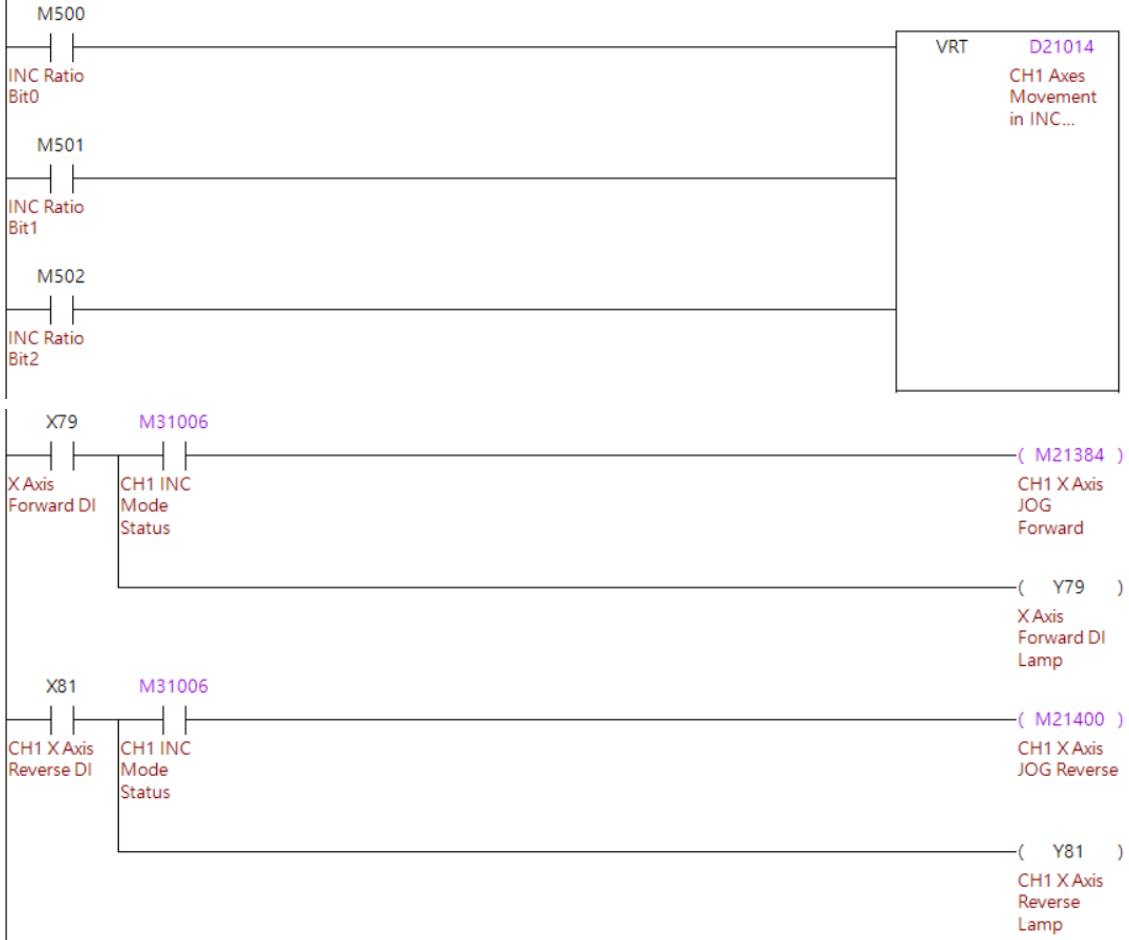 M500
VRT D21014
INC Ratio
Bit0
CH1 Axes
Movement
in INC...
M501
INC Ratio
Bit1
M502
INC Ratio
Bit2
X79 M31006
( M21384 )
X Axis
Forward DI
CH1 INC
Mode
Status
CH1 X Axis
JOG
Forward
( Y79 )
X Axis
Forward DI
Lamp
X81 M31006
( M21400 )
CH1 X Axis
Reverse DI
CH1 INC
Mode
Status
CH1 X Axis
JOG Reverse
( Y81 )
CH1 X Axis
Reverse
Lamp